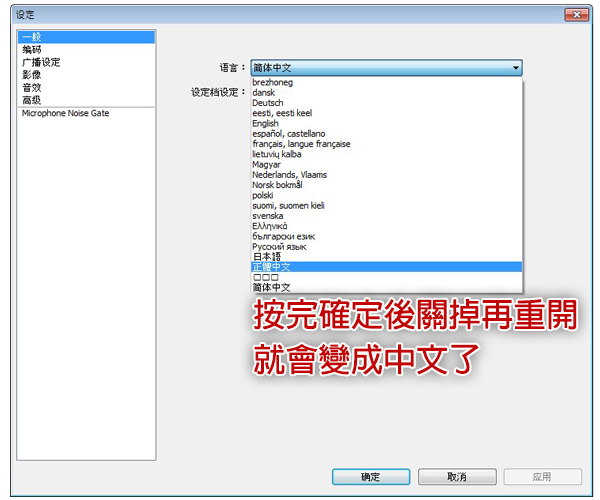 设定
一般
编码
广播设定
影像
音效
高级
Microphone Noise Gate
语言：
简体中文
设定档设定：
brezhoneg
dansk
Deutsch
eesti, eesti keel
English
español, castellano
français, langue française
lietuvių kalba
Magyar
Nederlands, Vlaams
Norsk bokmål
polski
suomi, suomen kieli
svenska
Ελληνικά
български език
Русский язык
日本語
正體中文
□□□
简体中文
按完確定後關掉再重開
就會變成中文了
确定
取消
应用